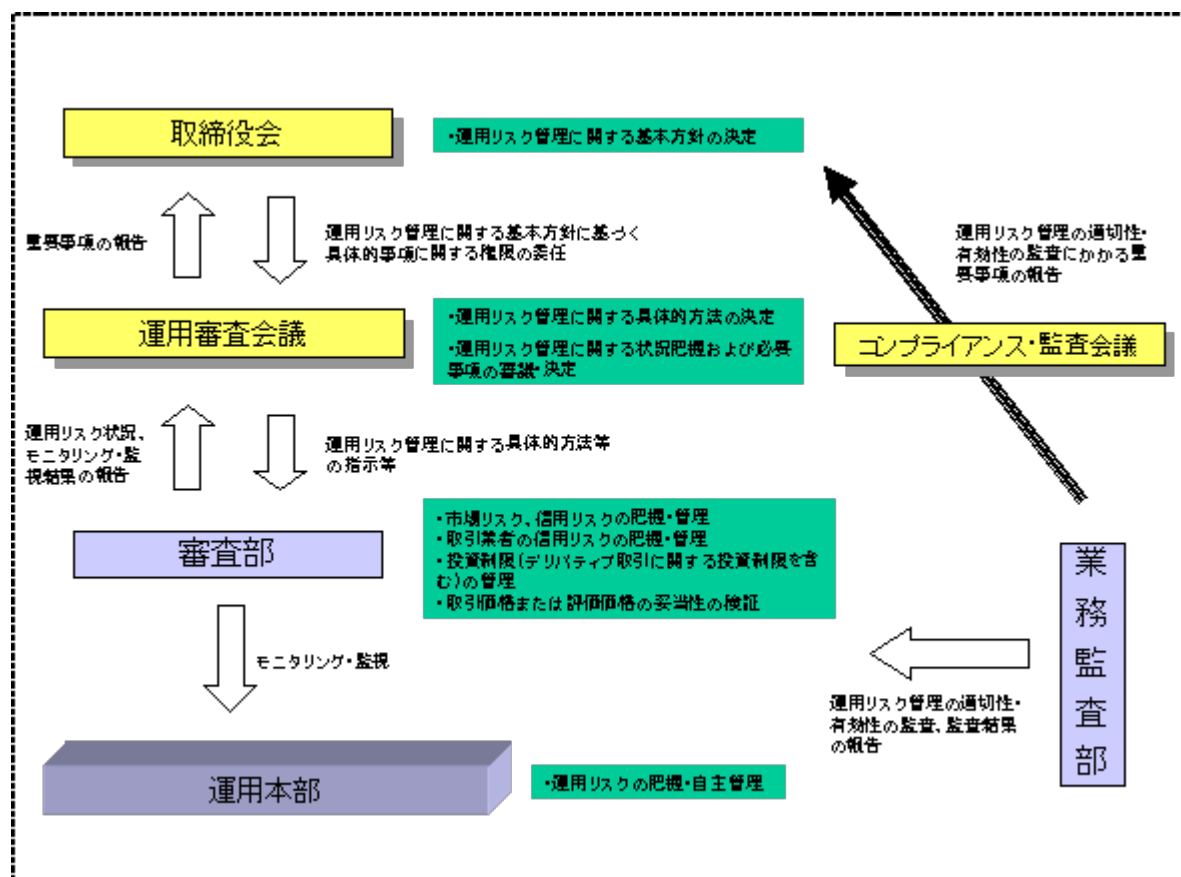 取締役会
・運用リスク管理に関する基本方針の決定
重要事項の報告
運用リスク管理に関する基本方針に基づく
具体的事項に関する権限の委任
運用リスク管理の適切性・
有効性の監査にかかる重
要事項の報告
運用審査会議
・運用リスク管理に関する具体的方法の決定
・運用リスク管理に関する状況把握および必要
事項の審議・決定
コンプライアンス・監査会議
運用リスク状況、
モニタリング・監
視結果の報告
運用リスク管理に関する具体的方法等
の指示等
審査部
・市場リスク、信用リスクの把握・管理
・取引業者の信用リスクの把握・管理
・投資制限(デリバティブ取引に関する投資制限を含
む)の管理
・取引価格または評価価格の妥当性の検証
業務監査部
モニタリング・監視
運用リスク管理の適切性・
有効性の監査、監査結果
の報告
運用本部
・運用リスクの把握・自主管理